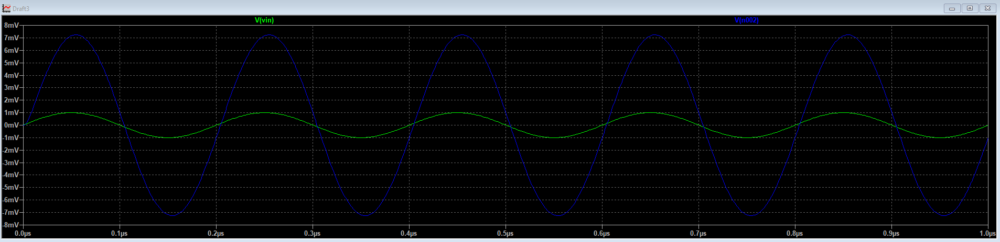 Draft3
V(vin) V(n002)
8mV
7mV
6mV
5mV
4mV
3mV
2mV
1mV
0mV
-1mV
-2mV
-3mV
-4mV
-5mV
-6mV
-7mV
-8mV
0.0µs 0.1µs 0.2µs 0.3µs 0.4µs 0.5µs 0.6µs 0.7µs 0.8µs 0.9µs 1.0µs